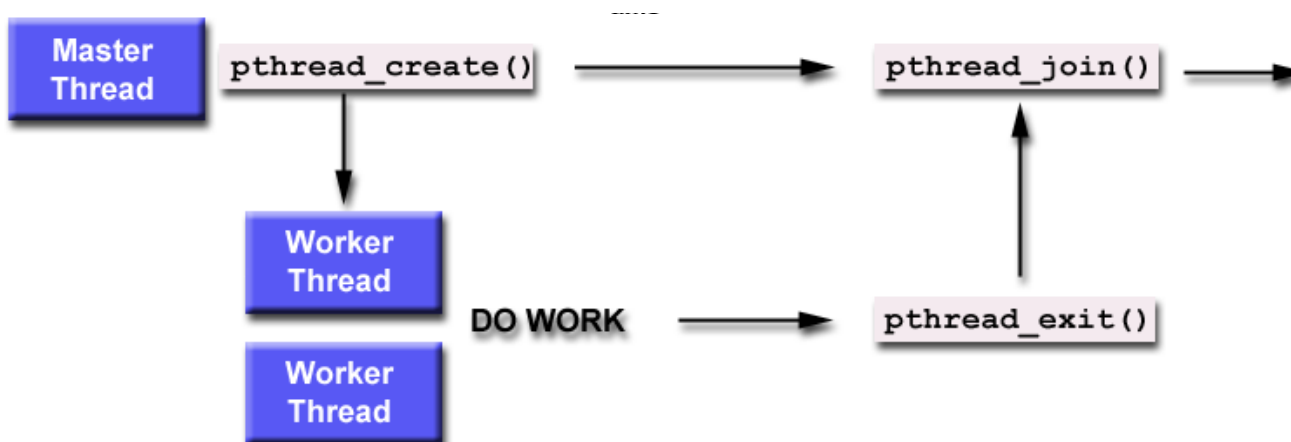 Master
Thread
pthread_create()
pthread_join()
Worker
Thread
DO WORK
pthread_exit()
Worker
Thread